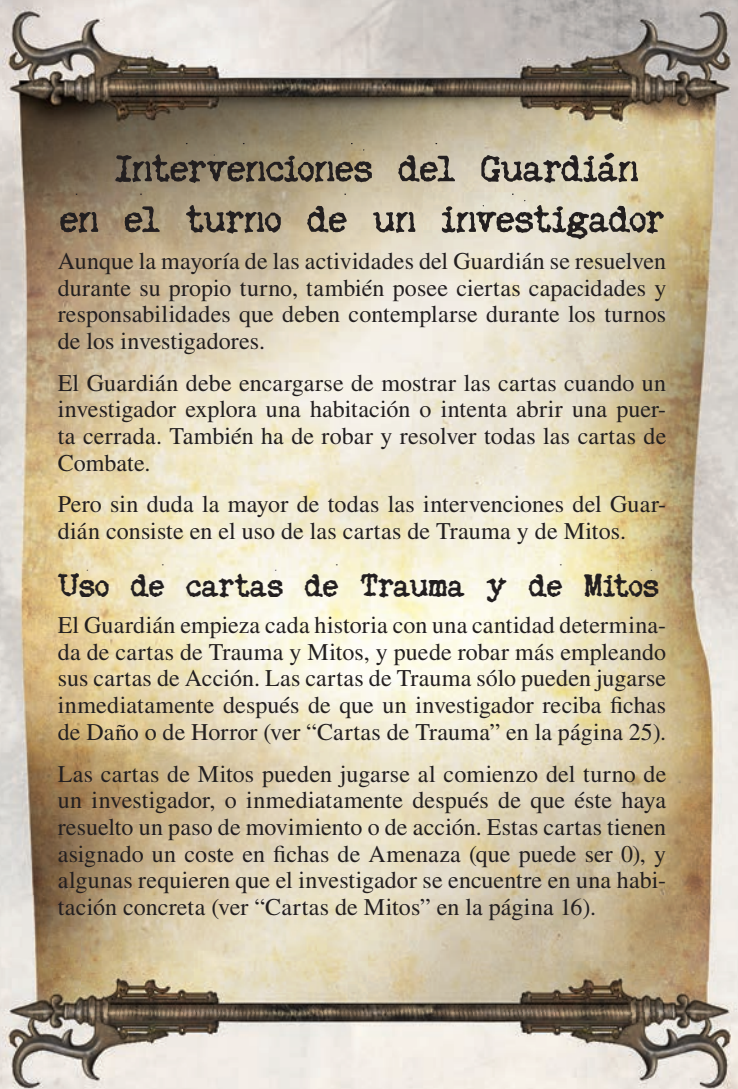 Intervenciones del Guardián
en el turno de un investigador
Aunque la mayoría de las actividades del Guardián se resuelven
durante su propio turno, también posee ciertas capacidades y
responsabilidades que deben contemplarse durante los turnos
de los investigadores.
El Guardián debe encargarse de mostrar las cartas cuando un
investigador explora una habitación o intenta abrir una puer-
ta cerrada. También ha de robar y resolver todas las cartas de
Combate.
Pero sin duda la mayor de todas las intervenciones del Guar-
dián consiste en el uso de las cartas de Trauma y de Mitos.
Uso de cartas de Trauma y de Mitos
El Guardián empieza cada historia con una cantidad determina-
da de cartas de Trauma y Mitos, y puede robar más empleando
sus cartas de Acción. Las cartas de Trauma sólo pueden jugarse
inmediatamente después de que un investigador reciba fichas
de Daño o de Horror (ver “Cartas de Trauma” en la página 25).
Las cartas de Mitos pueden jugarse al comienzo del turno de
un investigador, o inmediatamente después de que éste haya
resuelto un paso de movimiento o de acción. Estas cartas tienen
asignado un coste en fichas de Amenaza (que puede ser 0), y
algunas requieren que el investigador se encuentre en una habi-
tación concreta (ver “Cartas de Mitos” en la página 16).